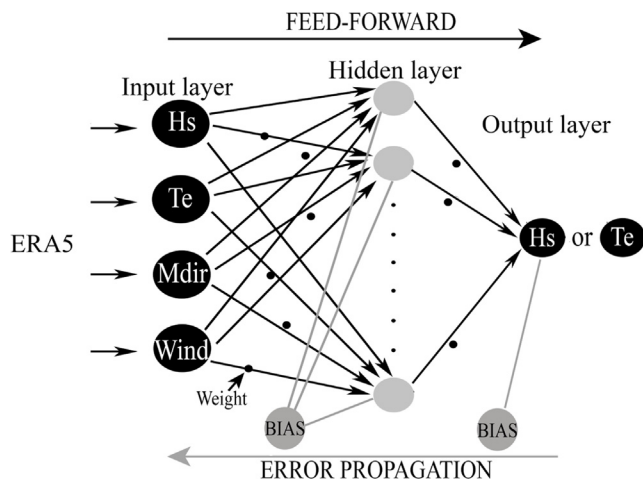 FEED-FORWARD
Input layer
Hidden layer
Output layer
Hs
Te
ERA5
Mdir
Wind
Hs or Te
Weight
BIAS
BIAS
ERROR PROPAGATION